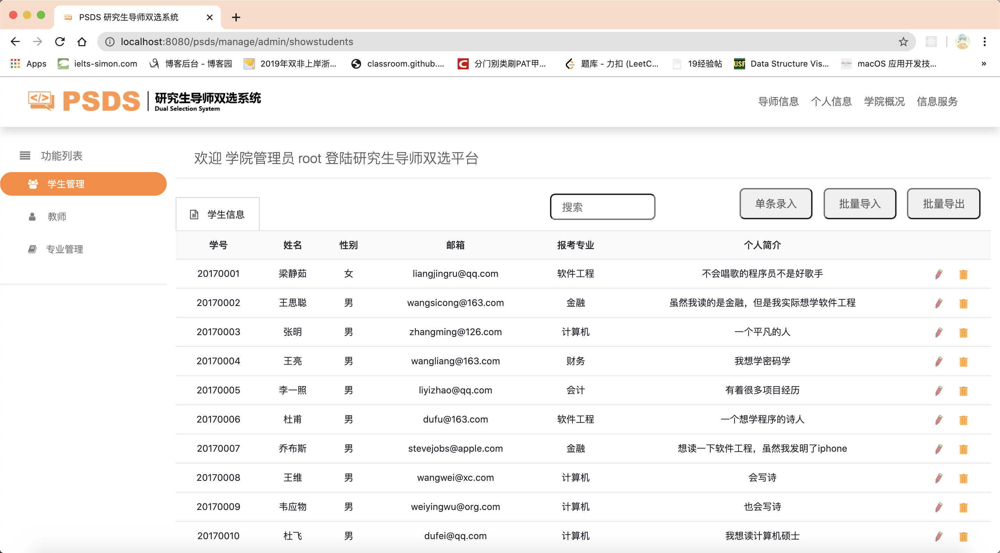 PSDS 研究生导师双选系统
localhost:8080/psds/manage/admin/showstudents
Apps ielts-simon.com 博客后台 - 博客园 2019年双非上岸浙... classroom.github.... 分门别类刷PAT甲... 题库 - 力扣 (LeetC... 19经验帖 USF Data Structure Vis... MacDev macOS 应用开发技... »
</> PSDS 研究生导师双选系统
Dual Selection System
导师信息 个人信息 学院概况 信息服务
功能列表
学生管理
教师
专业管理
欢迎 学院管理员 root 登陆研究生导师双选平台
学生信息 搜索 单条录入 批量导入 批量导出
学号 姓名 性别 邮箱 报考专业 个人简介
20170001 梁静茹 女 liangjingru@qq.com 软件工程 不会唱歌的程序员不是好歌手
20170002 王思聪 男 wangsicong@163.com 金融 虽然我读的是金融，但是我实际想学软件工程
20170003 张明 男 zhangming@126.com 计算机 一个平凡的人
20170004 王亮 男 wangliang@163.com 财务 我想学密码学
20170005 李一照 男 liyizhao@qq.com 会计 有着很多项目经历
20170006 杜甫 男 dufu@163.com 软件工程 一个想学程序的诗人
20170007 乔布斯 男 stevejobs@apple.com 金融 想读一下软件工程，虽然我发明了iphone
20170008 王维 男 wangwei@xc.com 计算机 会写诗
20170009 韦应物 男 weiyingwu@org.com 计算机 也会写诗
20170010 杜飞 男 dufei@qq.com 计算机 我想读计算机硕士